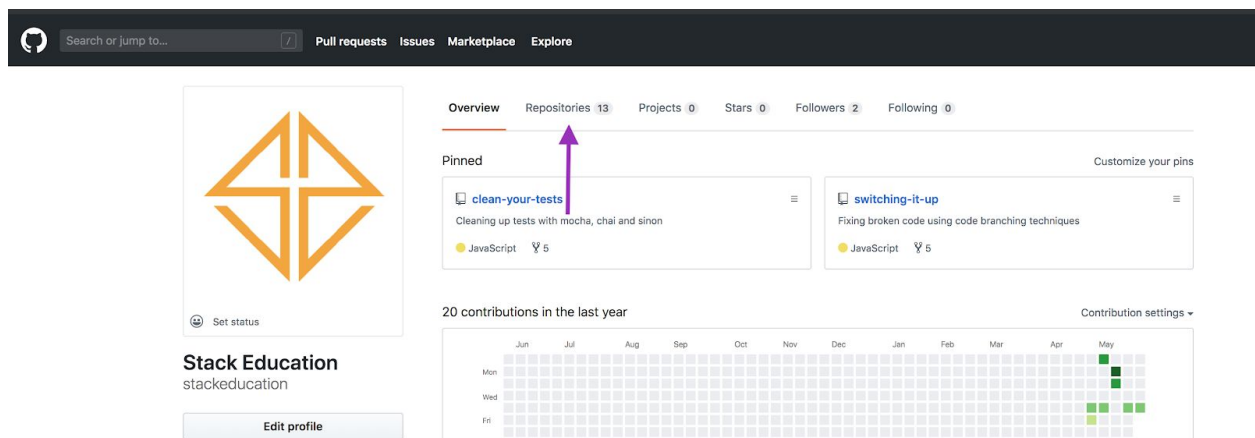 Search or jump to... / Pull requests Issues Marketplace Explore
Overview Repositories 13 Projects 0 Stars 0 Followers 2 Following 0
Pinned Customize your pins
clean-your-tests
Cleaning up tests with mocha, chai and sinon
JavaScript 5
switching-it-up
Fixing broken code using code branching techniques
JavaScript 5
Set status
Stack Education
stackeducation
Edit profile
20 contributions in the last year Contribution settings
Jun Jul Aug Sep Oct Nov Dec Jan Feb Mar Apr May
Mon
Wed
Fri